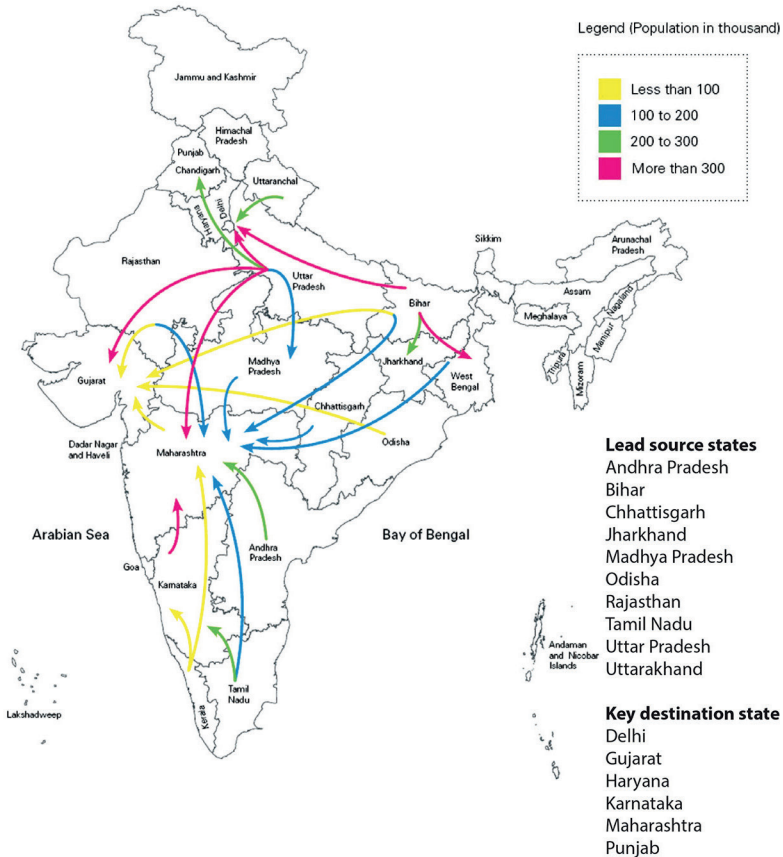 Legend (Population in thousand)
Less than 100
100 to 200
200 to 300
More than 300
Jammu and Kashmir
Himachal
Pradesh
Punjab
Chandigarh
Uttaranchal
Haryana
Delhi
Rajasthan
Uttar
Pradesh
Sikkim
Arunachal
Pradesh
Assam
Nagaland
Meghalaya
Manipur
Tripura
Mizoram
Bihar
Gujarat
Madhya
Pradesh
Jharkhand
West
Bengal
Chhattisgarh
Odisha
Dadar Nagar
and Haveli
Maharashtra
Arabian Sea
Bay of Bengal
Andhra
Pradesh
Goa
Karnataka
Tamil
Nadu
Kerala
Lakshadweep
Andaman
and Nicobar
Islands
Lead source states
Andhra Pradesh
Bihar
Chhattisgarh
Jharkhand
Madhya Pradesh
Odisha
Rajasthan
Tamil Nadu
Uttar Pradesh
Uttarakhand
Key destination state
Delhi
Gujarat
Haryana
Karnataka
Maharashtra
Punjab